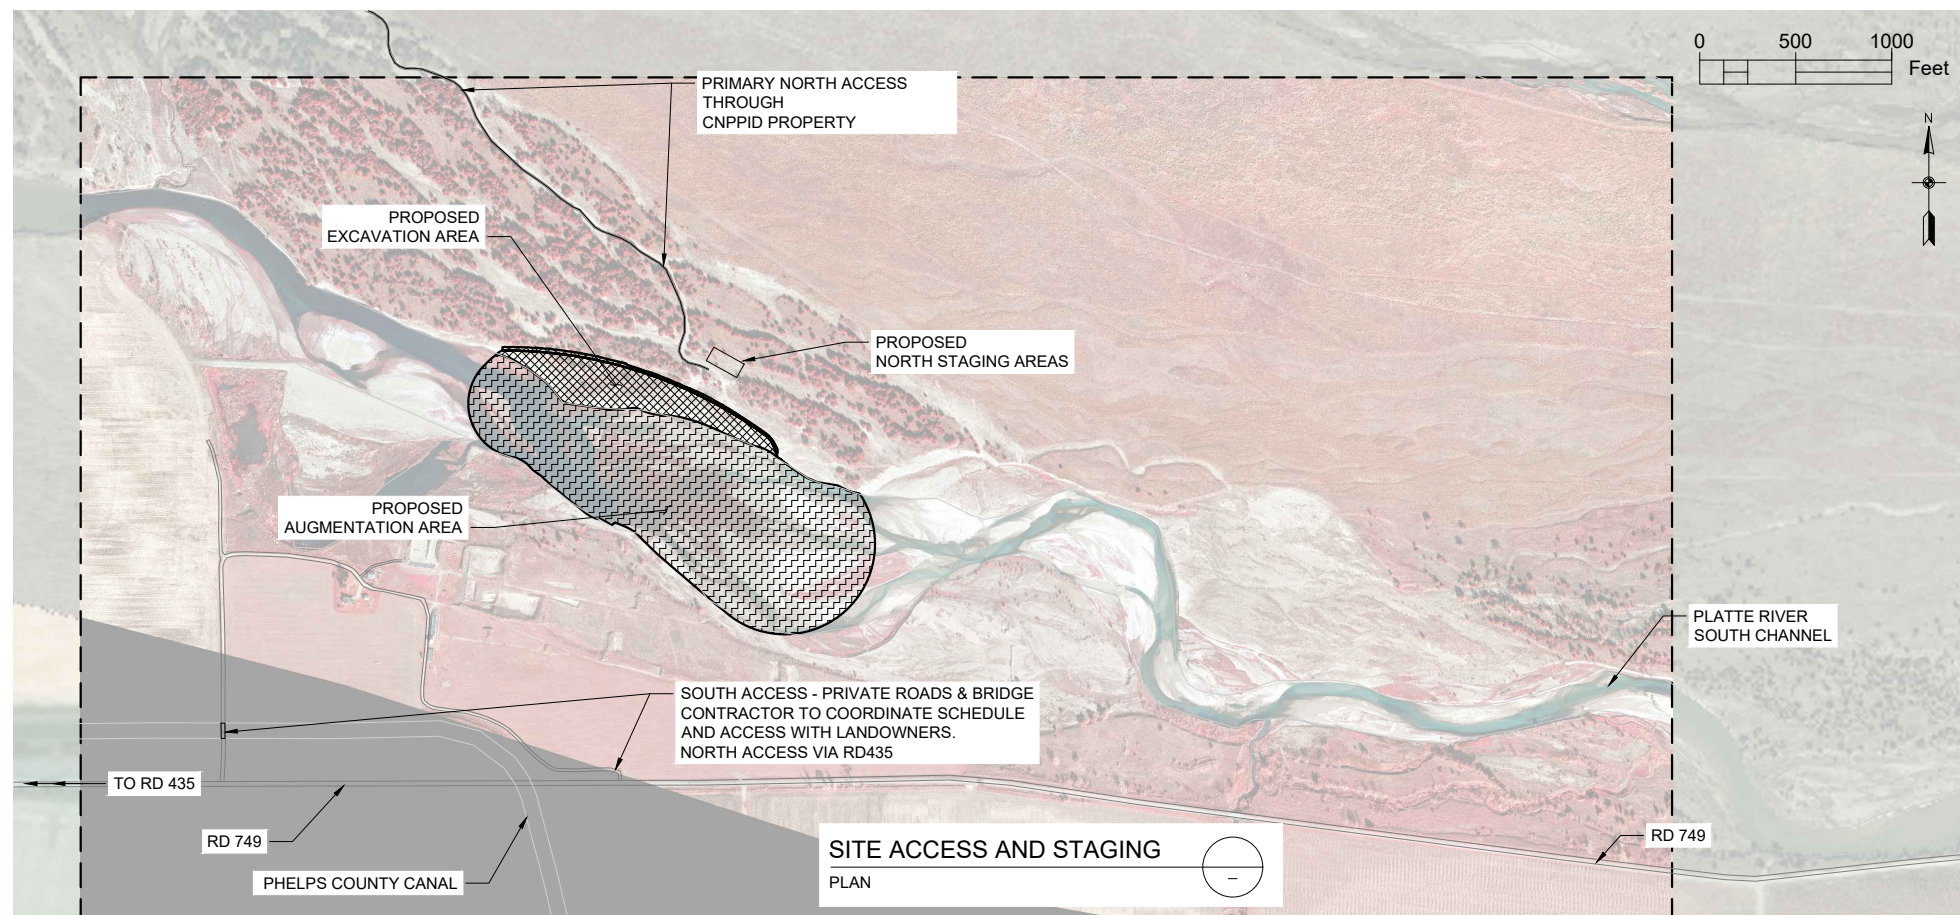 0 500 1000
Feet
N
PRIMARY NORTH ACCESS
THROUGH
CNPPID PROPERTY
PROPOSED
EXCAVATION AREA
PROPOSED
NORTH STAGING AREAS
PROPOSED
AUGMENTATION AREA
PLATTE RIVER
SOUTH CHANNEL
SOUTH ACCESS - PRIVATE ROADS & BRIDGE
CONTRACTOR TO COORDINATE SCHEDULE
AND ACCESS WITH LANDOWNERS.
NORTH ACCESS VIA RD435
TO RD 435
RD 749
RD 749
PHELPS COUNTY CANAL
SITE ACCESS AND STAGING
PLAN
–